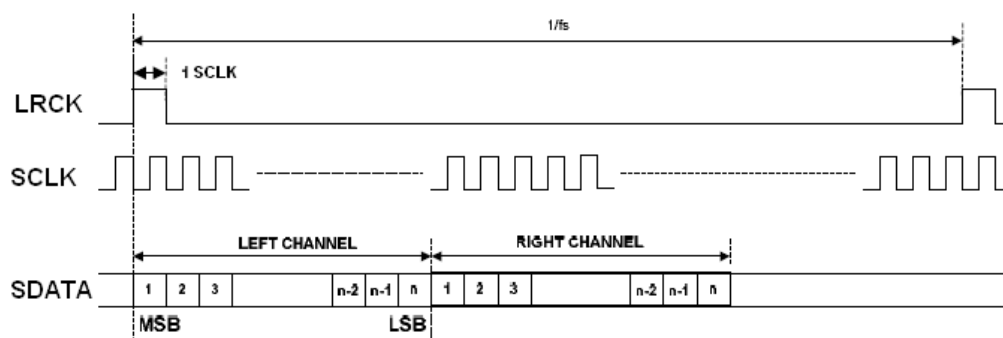 1/fs
1 SCLK
LRCK
SCLK
LEFT CHANNEL
RIGHT CHANNEL
SDATA
1 2 3 n-2 n-1 n 1 2 3 n-2 n-1 n
MSB LSB